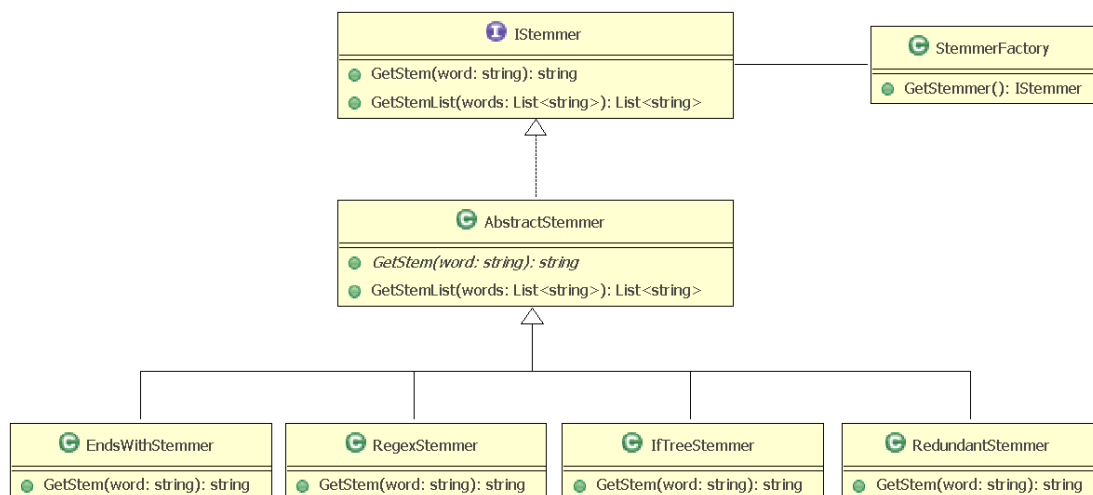 I IStemmer
GetStem(word: string): string
GetStemList(words: List<string>): List<string>
C StemmerFactory
GetStemmer(): IStemmer
C AbstractStemmer
GetStem(word: string): string
GetStemList(words: List<string>): List<string>
C EndsWithStemmer
GetStem(word: string): string
C RegexStemmer
GetStem(word: string): string
C IfTreeStemmer
GetStem(word: string): string
C RedundantStemmer
GetStem(word: string): string